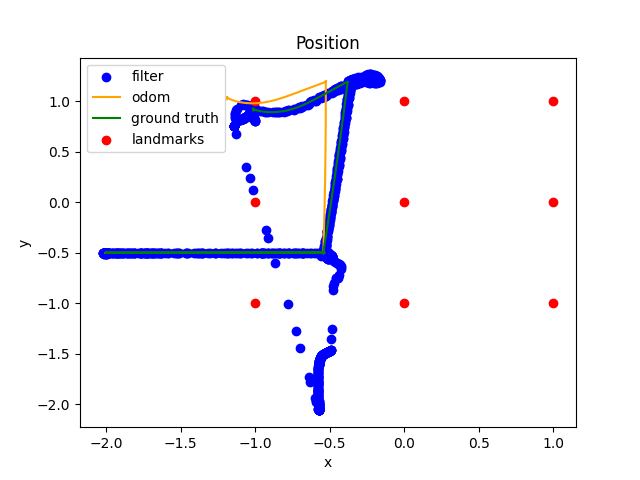 Position
filter
odom
ground truth
landmarks
1.0
0.5
0.0
−0.5
−1.0
−1.5
−2.0
y
−2.0 −1.5 −1.0 −0.5 0.0 0.5 1.0
x